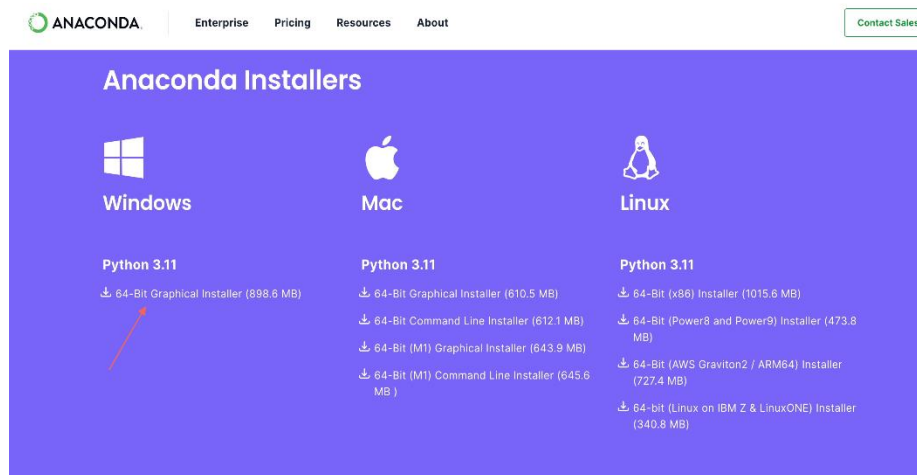 ANACONDA.
Enterprise Pricing Resources About
Contact Sales
Anaconda Installers
Windows
Python 3.11
64-Bit Graphical Installer (898.6 MB)
Mac
Python 3.11
64-Bit Graphical Installer (610.5 MB)
64-Bit Command Line Installer (612.1 MB)
64-Bit (M1) Graphical Installer (643.9 MB)
64-Bit (M1) Command Line Installer (645.6
MB )
Linux
Python 3.11
64-Bit (x86) Installer (1015.6 MB)
64-Bit (Power8 and Power9) Installer (473.8
MB)
64-Bit (AWS Graviton2 / ARM64) Installer
(727.4 MB)
64-bit (Linux on IBM Z & LinuxONE) Installer
(340.8 MB)